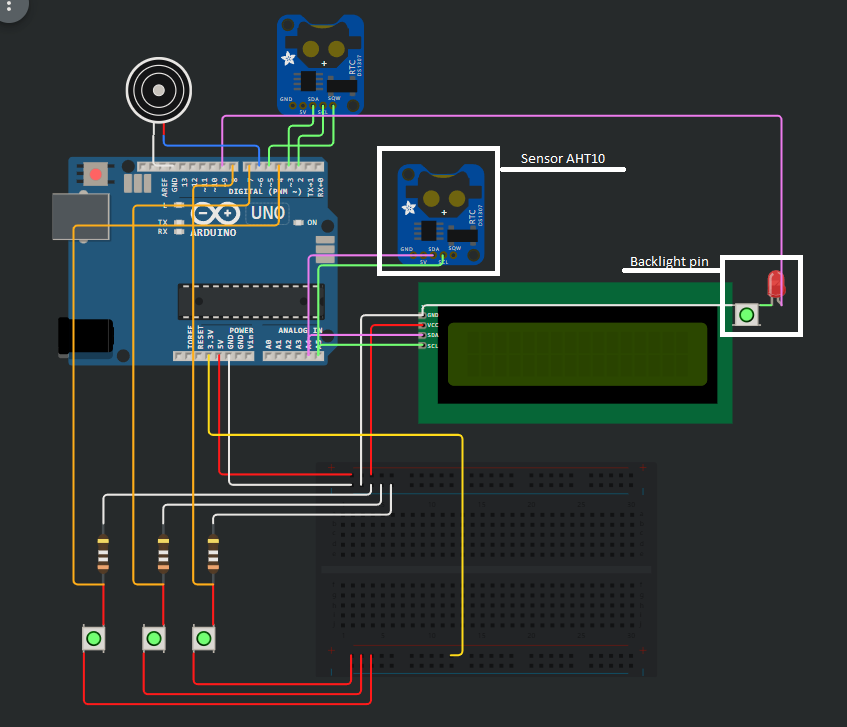 RTC
DS1307
GND
SDA
SQW
5V
SCL
Sensor AHT10
AREF
GND
13
12
~11
~10
~9
8
7
~6
~5
4
~3
2
TX→1
RX←0
DIGITAL (PWM ~)
L
TX
RX
UNO
ON
ARDUINO
RTC
DS1307
GND
SDA
SQW
5V
SCL
Backlight pin
GND
VCC
SDA
SCL
POWER
ANALOG IN
IOREF
RESET
3.3V
5V
GND
GND
Vin
A0
A1
A2
A3
A4
A5